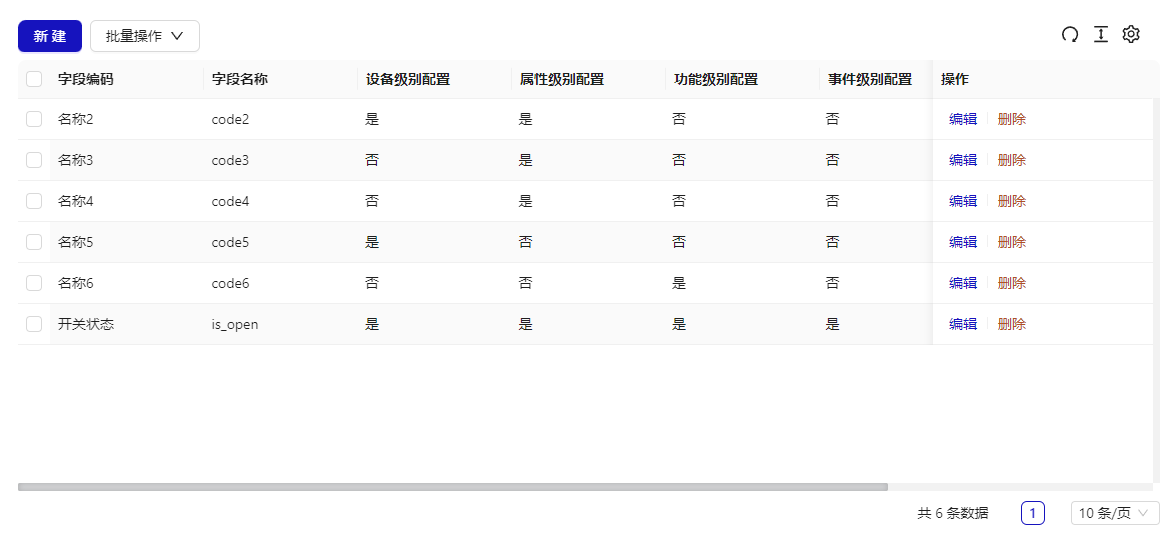 新 建 批量操作
字段编码 字段名称 设备级别配置 属性级别配置 功能级别配置 事件级别配置 操作
名称2 code2 是 是 否 否 编辑 删除
名称3 code3 否 是 否 否 编辑 删除
名称4 code4 否 是 否 否 编辑 删除
名称5 code5 是 否 否 否 编辑 删除
名称6 code6 否 否 是 否 编辑 删除
开关状态 is_open 是 是 是 是 编辑 删除
共 6 条数据 1 10 条/页